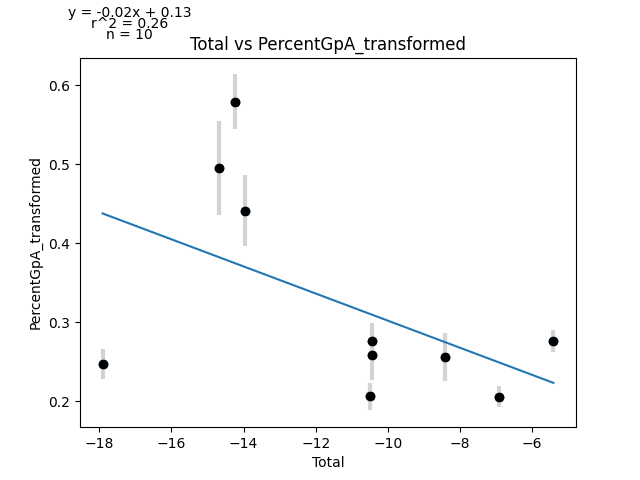 y = -0.02x + 0.13
r^2 = 0.26
n = 10
Total vs PercentGpA_transformed
PercentGpA_transformed
0.6
0.5
0.4
0.3
0.2
−18 −16 −14 −12 −10 −8 −6
Total